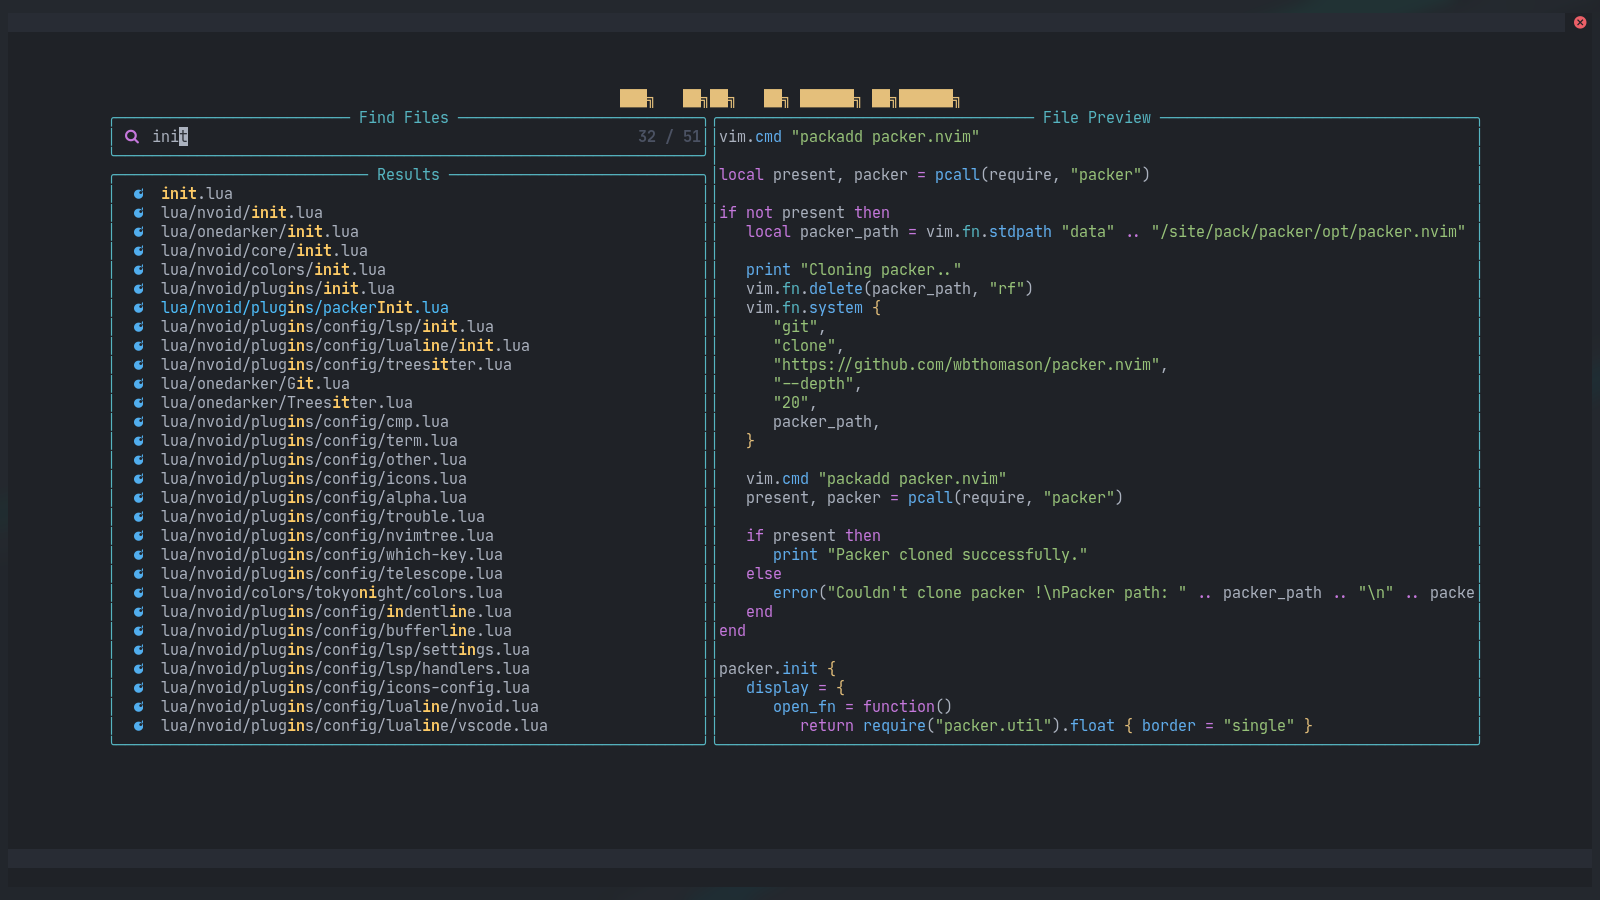 Find Files
init
32 / 51
Results
init.lua
lua/nvoid/init.lua
lua/onedarker/init.lua
lua/nvoid/core/init.lua
lua/nvoid/colors/init.lua
lua/nvoid/plugins/init.lua
lua/nvoid/plugins/packerInit.lua
lua/nvoid/plugins/config/lsp/init.lua
lua/nvoid/plugins/config/lualine/init.lua
lua/nvoid/plugins/config/treesitter.lua
lua/onedarker/Git.lua
lua/onedarker/Treesitter.lua
lua/nvoid/plugins/config/cmp.lua
lua/nvoid/plugins/config/term.lua
lua/nvoid/plugins/config/other.lua
lua/nvoid/plugins/config/icons.lua
lua/nvoid/plugins/config/alpha.lua
lua/nvoid/plugins/config/trouble.lua
lua/nvoid/plugins/config/nvimtree.lua
lua/nvoid/plugins/config/which-key.lua
lua/nvoid/plugins/config/telescope.lua
lua/nvoid/colors/tokyonight/colors.lua
lua/nvoid/plugins/config/indentline.lua
lua/nvoid/plugins/config/bufferline.lua
lua/nvoid/plugins/config/lsp/settings.lua
lua/nvoid/plugins/config/lsp/handlers.lua
lua/nvoid/plugins/config/icons-config.lua
lua/nvoid/plugins/config/lualine/nvoid.lua
lua/nvoid/plugins/config/lualine/vscode.lua
File Preview
vim.cmd "packadd packer.nvim"
local present, packer = pcall(require, "packer")
if not present then
local packer_path = vim.fn.stdpath "data" .. "/site/pack/packer/opt/packer.nvim"
print "Cloning packer.."
vim.fn.delete(packer_path, "rf")
vim.fn.system {
"git",
"clone",
"https://github.com/wbthomason/packer.nvim",
"--depth",
"20",
packer_path,
}
vim.cmd "packadd packer.nvim"
present, packer = pcall(require, "packer")
if present then
print "Packer cloned successfully."
else
error("Couldn't clone packer !\nPacker path: " .. packer_path .. "\n" .. packe
end
end
packer.init {
display = {
open_fn = function()
return require("packer.util").float { border = "single" }